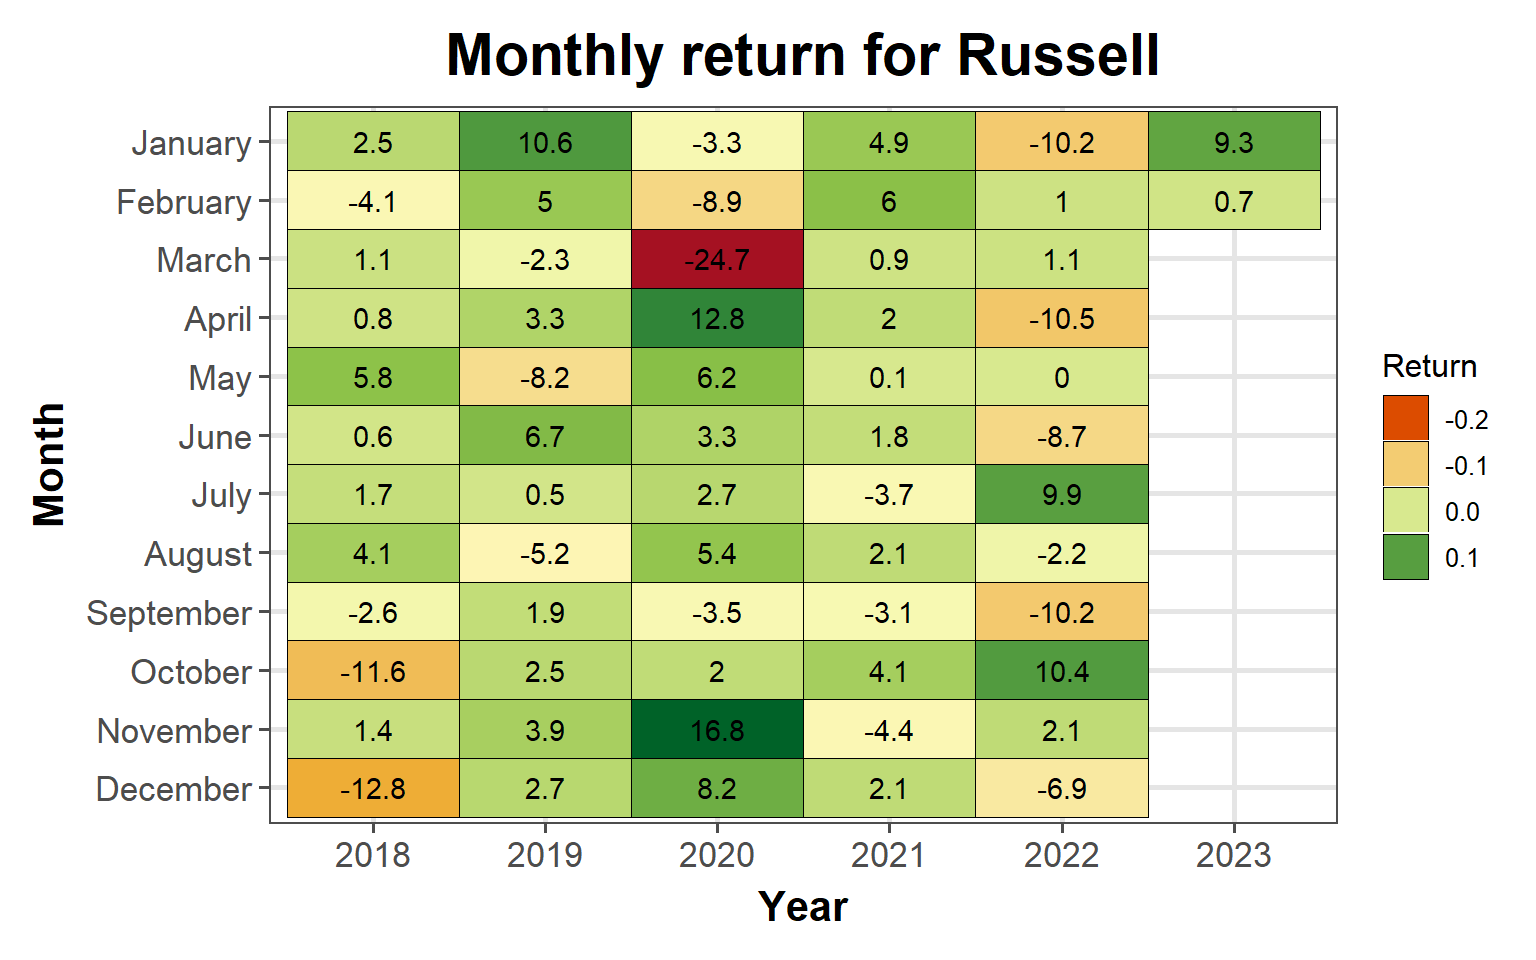 Monthly return for Russell
January 2.5 10.6 -3.3 4.9 -10.2 9.3
February -4.1 5 -8.9 6 1 0.7
March 1.1 -2.3 -24.7 0.9 1.1
April 0.8 3.3 12.8 2 -10.5
May 5.8 -8.2 6.2 0.1 0
June 0.6 6.7 3.3 1.8 -8.7
July 1.7 0.5 2.7 -3.7 9.9
August 4.1 -5.2 5.4 2.1 -2.2
September -2.6 1.9 -3.5 -3.1 -10.2
October -11.6 2.5 2 4.1 10.4
November 1.4 3.9 16.8 -4.4 2.1
December -12.8 2.7 8.2 2.1 -6.9
2018 2019 2020 2021 2022 2023
Year
Month
Return
-0.2
-0.1
0.0
0.1